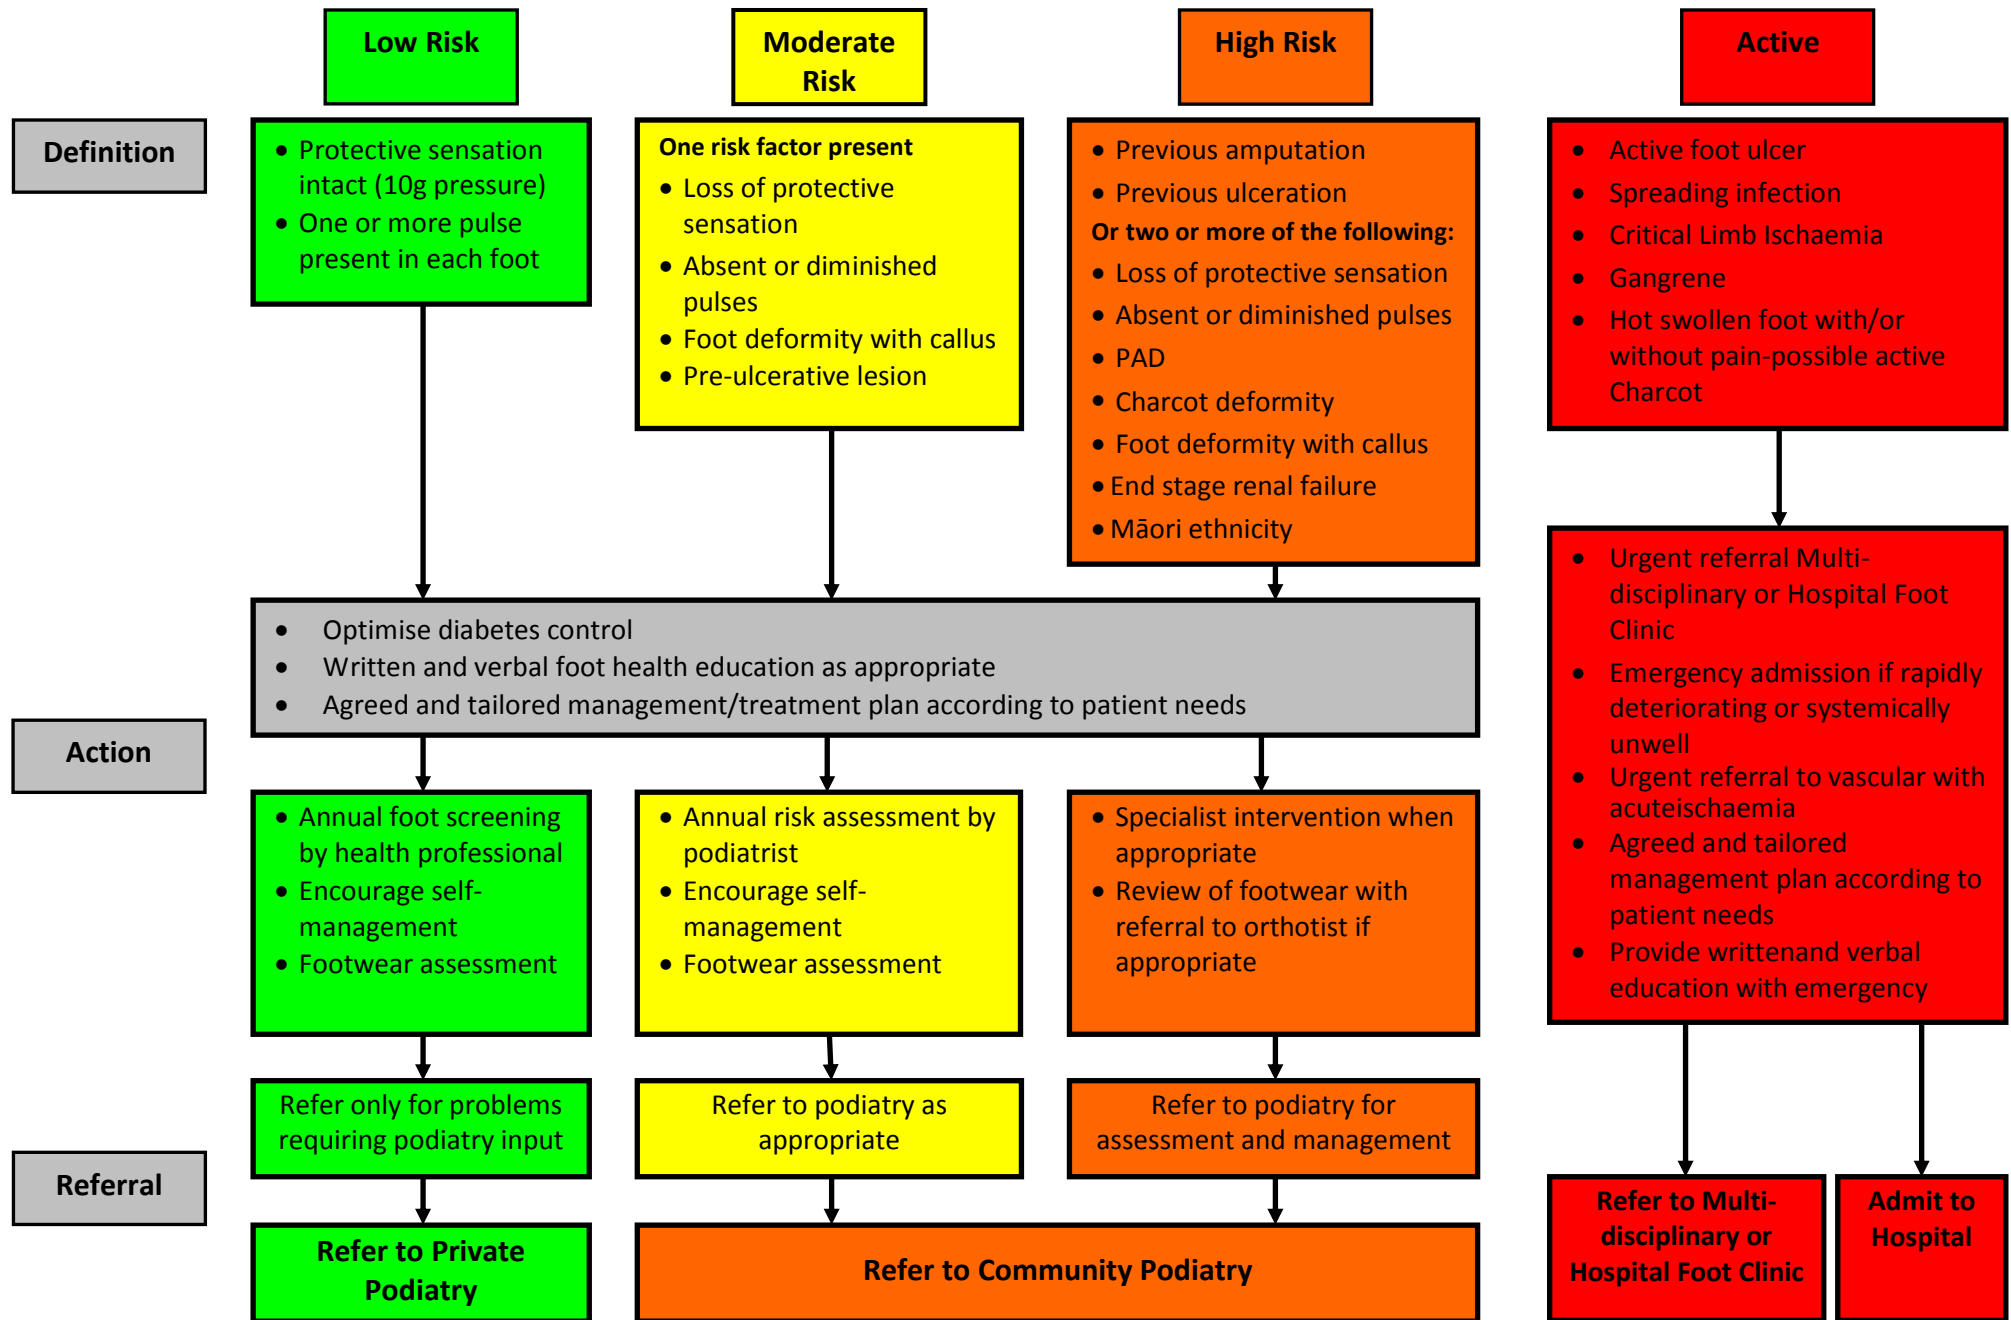 Low Risk
Moderate
Risk
High Risk
Active
Definition
• Protective sensation
intact (10g pressure)
• One or more pulse
present in each foot
One risk factor present
• Loss of protective
sensation
• Absent or diminished
pulses
• Foot deformity with callus
• Pre-ulcerative lesion
• Previous amputation
• Previous ulceration
Or two or more of the following:
• Loss of protective sensation
• Absent or diminished pulses
• PAD
• Charcot deformity
• Foot deformity with callus
• End stage renal failure
• Māori ethnicity
• Active foot ulcer
• Spreading infection
• Critical Limb Ischaemia
• Gangrene
• Hot swollen foot with/or
without pain-possible active
Charcot
Action
• Optimise diabetes control
• Written and verbal foot health education as appropriate
• Agreed and tailored management/treatment plan according to patient needs
• Annual foot screening
by health professional
• Encourage self-
management
• Footwear assessment
• Annual risk assessment by
podiatrist
• Encourage self-
management
• Footwear assessment
• Specialist intervention when
appropriate
• Review of footwear with
referral to orthotist if
appropriate
• Urgent referral Multi-
disciplinary or Hospital Foot
Clinic
• Emergency admission if rapidly
deteriorating or systemically
unwell
• Urgent referral to vascular with
acuteischaemia
• Agreed and tailored
management plan according to
patient needs
• Provide writtenand verbal
education with emergency
Referral
Refer only for problems
requiring podiatry input
Refer to podiatry as
appropriate
Refer to podiatry for
assessment and management
Refer to Private
Podiatry
Refer to Community Podiatry
Refer to Multi-
disciplinary or
Hospital Foot Clinic
Admit to
Hospital